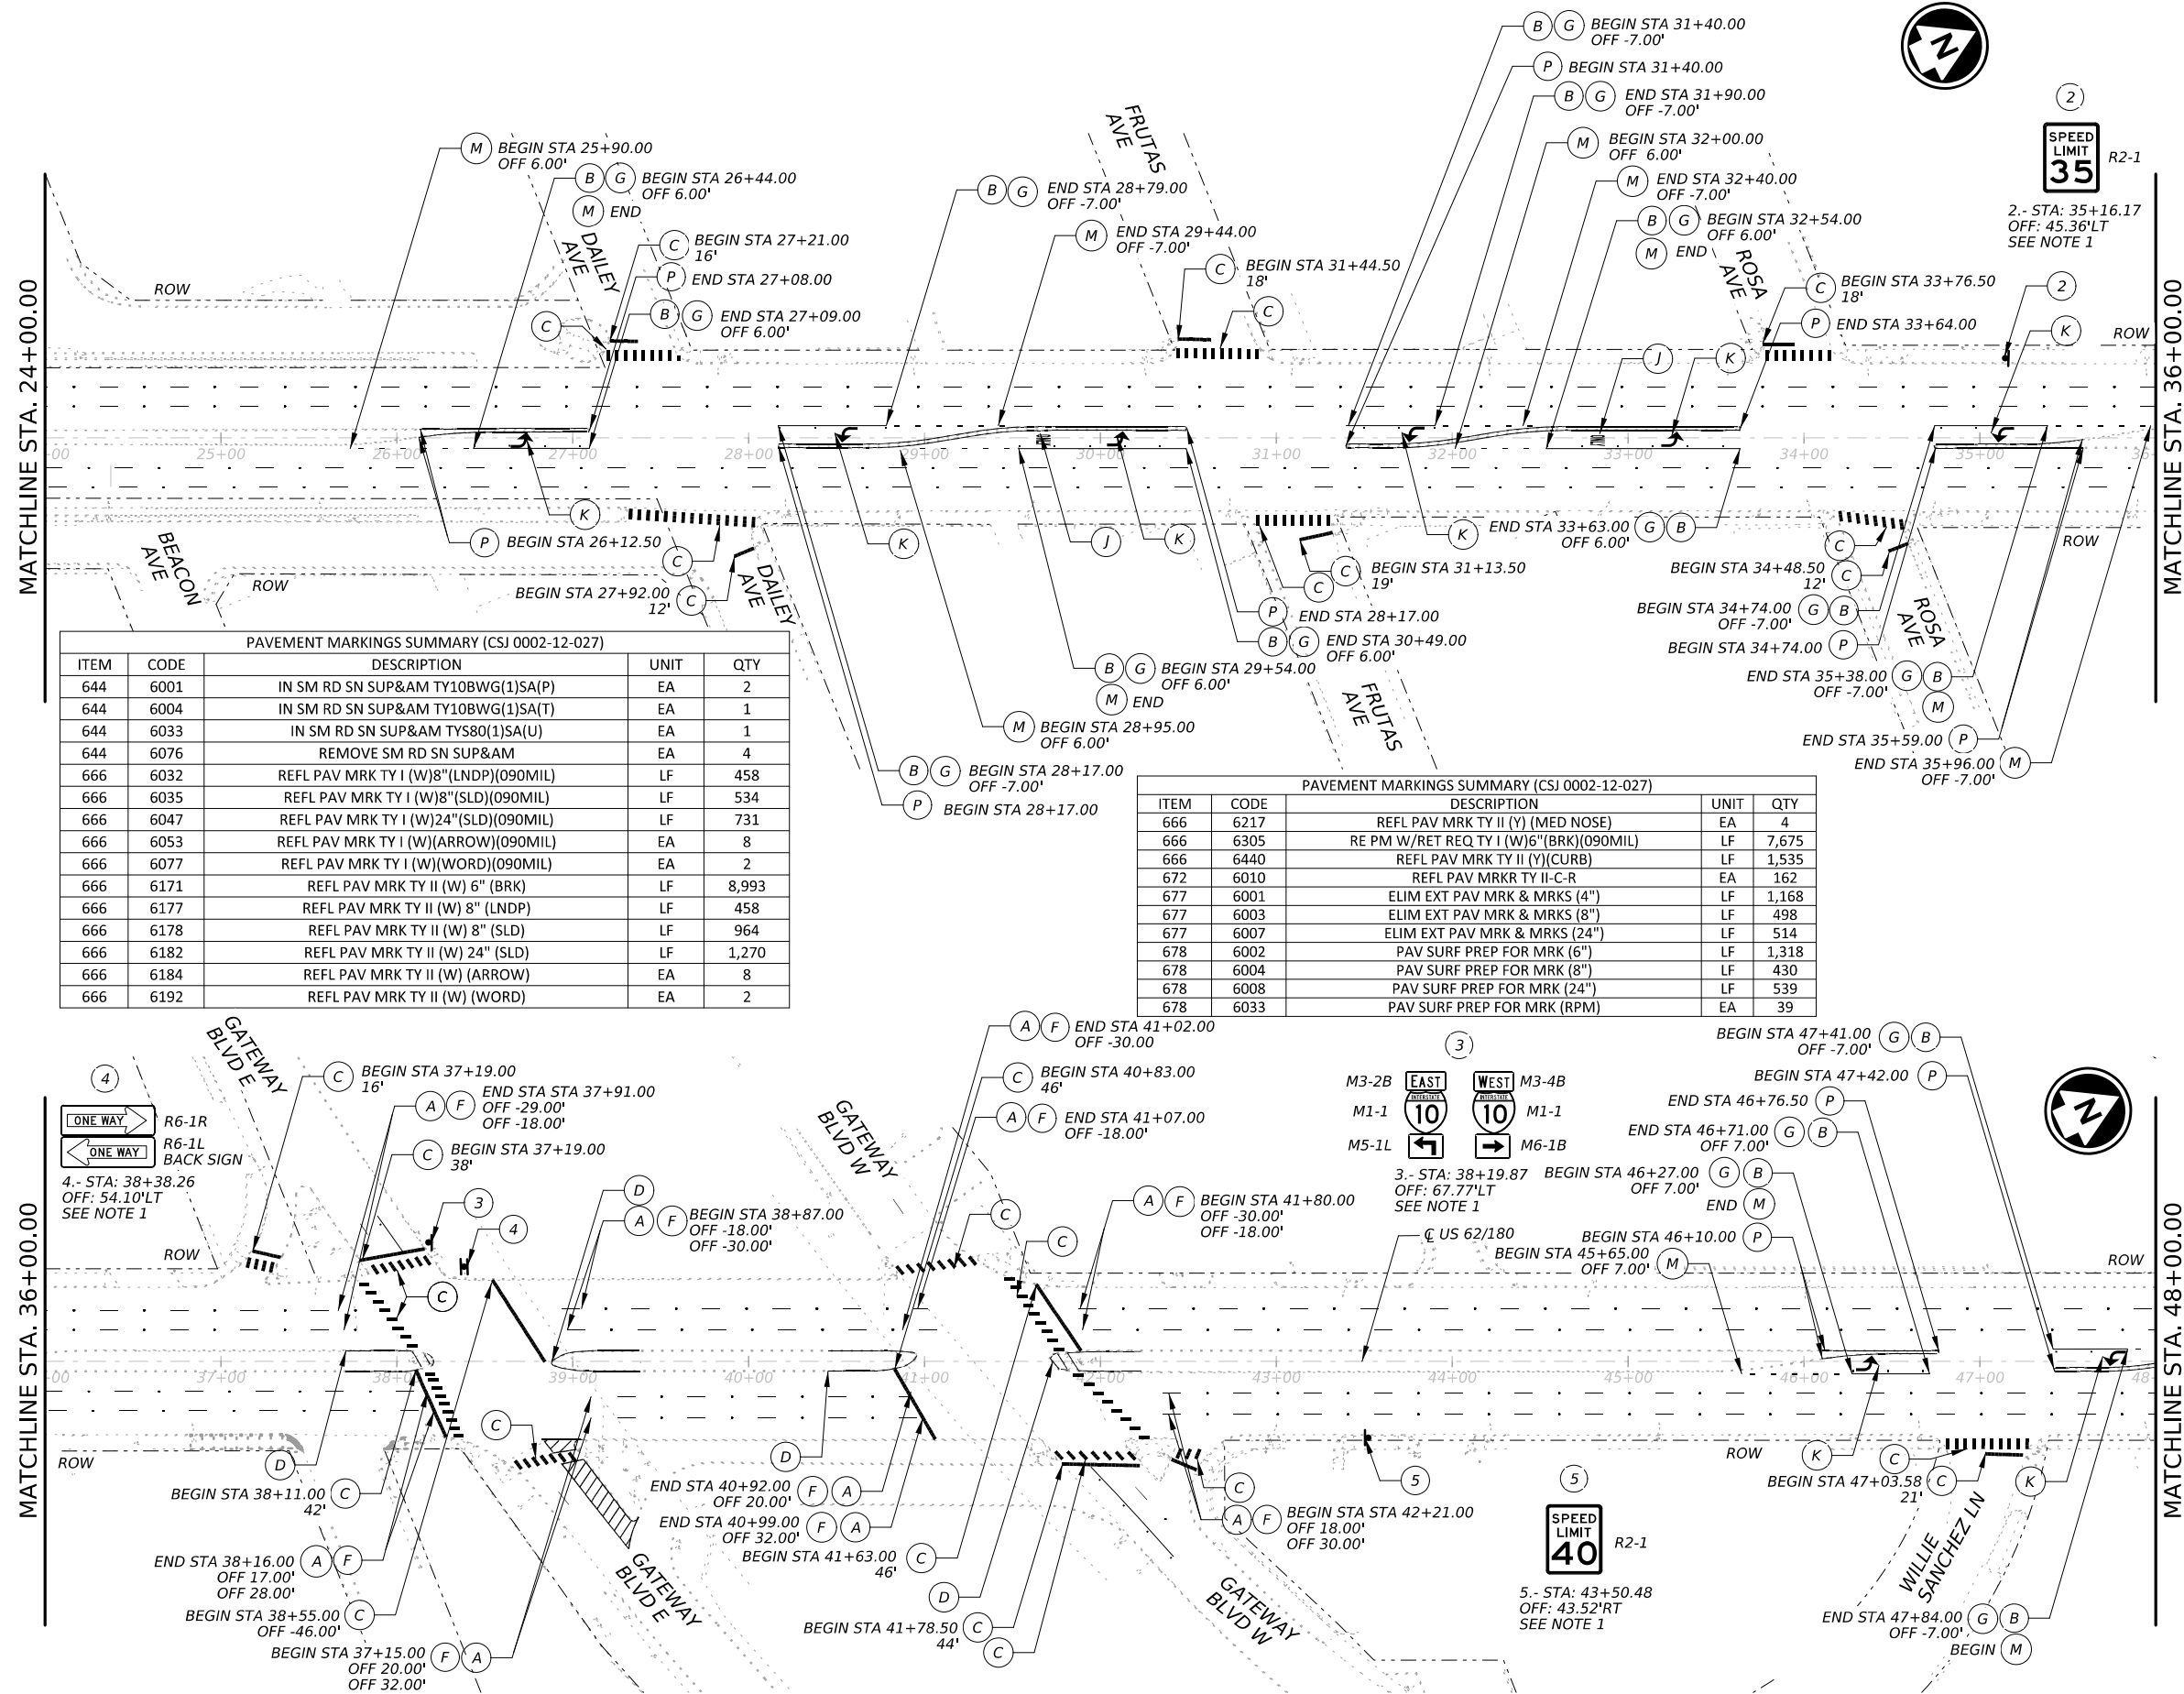 B G BEGIN STA 31+40.00
OFF -7.00'
P BEGIN STA 31+40.00
B G END STA 31+90.00
OFF -7.00'
M BEGIN STA 32+00.00
OFF 6.00'
M END STA 32+40.00
OFF -7.00'
B G BEGIN STA 32+54.00
OFF 6.00'
M END
N
2
SPEED
LIMIT
35
R2-1
2.- STA: 35+16.17
OFF: 45.36'LT
SEE NOTE 1
FRUTAS
AVE
M BEGIN STA 25+90.00
OFF 6.00'
B G BEGIN STA 26+44.00
OFF 6.00'
M END
DAILEY
AVE
C BEGIN STA 27+21.00
16'
P END STA 27+08.00
B G END STA 27+09.00
OFF 6.00'
C
B G END STA 28+79.00
OFF -7.00'
M END STA 29+44.00
OFF -7.00'
C BEGIN STA 31+44.50
18'
C
ROSA
AVE
C BEGIN STA 33+76.50
18'
P END STA 33+64.00
2
K
ROW
ROW
J
K
MATCHLINE STA. 24+00.00
MATCHLINE STA. 36+00.00
+00 25+00 26+00 27+00 28+00 29+00 30+00 31+00 32+00 33+00 34+00 35+00 36
K
P BEGIN STA 26+12.50
C
BEGIN STA 27+92.00 C
12'
BEACON
AVE
ROW
DAILEY
AVE
K
J
K
C BEGIN STA 31+13.50
19'
C
P END STA 28+17.00
B G END STA 30+49.00
OFF 6.00'
B G BEGIN STA 29+54.00
OFF 6.00'
M END
M BEGIN STA 28+95.00
OFF 6.00'
B G BEGIN STA 28+17.00
OFF -7.00'
P BEGIN STA 28+17.00
FRUTAS
AVE
K
END STA 33+63.00 G B
OFF 6.00'
C
BEGIN STA 34+48.50 C
12'
BEGIN STA 34+74.00 G B
OFF -7.00'
BEGIN STA 34+74.00 P
END STA 35+38.00 G B
OFF -7.00'
M
END STA 35+59.00 P
END STA 35+96.00 M
OFF -7.00'
ROSA
AVE
ROW
PAVEMENT MARKINGS SUMMARY (CSJ 0002-12-027)
ITEM CODE DESCRIPTION UNIT QTY
644 6001 IN SM RD SN SUP&AM TY10BWG(1)SA(P) EA 2
644 6004 IN SM RD SN SUP&AM TY10BWG(1)SA(T) EA 1
644 6033 IN SM RD SN SUP&AM TYS80(1)SA(U) EA 1
644 6076 REMOVE SM RD SN SUP&AM EA 4
666 6032 REFL PAV MRK TY I (W)8"(LNDP)(090MIL) LF 458
666 6035 REFL PAV MRK TY I (W)8"(SLD)(090MIL) LF 534
666 6047 REFL PAV MRK TY I (W)24"(SLD)(090MIL) LF 731
666 6053 REFL PAV MRK TY I (W)(ARROW)(090MIL) EA 8
666 6077 REFL PAV MRK TY I (W)(WORD)(090MIL) EA 2
666 6171 REFL PAV MRK TY II (W) 6" (BRK) LF 8,993
666 6177 REFL PAV MRK TY II (W) 8" (LNDP) LF 458
666 6178 REFL PAV MRK TY II (W) 8" (SLD) LF 964
666 6182 REFL PAV MRK TY II (W) 24" (SLD) LF 1,270
666 6184 REFL PAV MRK TY II (W) (ARROW) EA 8
666 6192 REFL PAV MRK TY II (W) (WORD) EA 2
PAVEMENT MARKINGS SUMMARY (CSJ 0002-12-027)
ITEM CODE DESCRIPTION UNIT QTY
666 6217 REFL PAV MRK TY II (Y) (MED NOSE) EA 4
666 6305 RE PM W/RET REQ TY I (W)6"(BRK)(090MIL) LF 7,675
666 6440 REFL PAV MRK TY II (Y)(CURB) LF 1,535
672 6010 REFL PAV MRKR TY II-C-R EA 162
677 6001 ELIM EXT PAV MRK & MRKS (4") LF 1,168
677 6003 ELIM EXT PAV MRK & MRKS (8") LF 498
677 6007 ELIM EXT PAV MRK & MRKS (24") LF 514
678 6002 PAV SURF PREP FOR MRK (6") LF 1,318
678 6004 PAV SURF PREP FOR MRK (8") LF 430
678 6008 PAV SURF PREP FOR MRK (24") LF 539
678 6033 PAV SURF PREP FOR MRK (RPM) EA 39
4
ONE WAY R6-1R
ONE WAY R6-1L
BACK SIGN
4.- STA: 38+38.26
OFF: 54.10'LT
SEE NOTE 1
GATEWAY
BLVD E
C BEGIN STA 37+19.00
16'
A F END STA STA 37+91.00
OFF -29.00'
OFF -18.00'
C BEGIN STA 37+19.00
38'
3
4
D
A F BEGIN STA 38+87.00
OFF -18.00'
OFF -30.00'
C
ROW
A F END STA 41+02.00
OFF -30.00
C BEGIN STA 40+83.00
46'
A F END STA 41+07.00
OFF -18.00'
GATEWAY
BLVD W
C
C
A F BEGIN STA 41+80.00
OFF -30.00'
OFF -18.00'
3
M3-2B EAST WEST M3-4B
M1-1 INTERSTATE 10 INTERSTATE 10 M1-1
M5-1L M6-1B
3.- STA: 38+19.87
OFF: 67.77'LT
SEE NOTE 1
℄ US 62/180
BEGIN STA 47+41.00 G B
OFF -7.00'
BEGIN STA 47+42.00 P
END STA 46+76.50 P
END STA 46+71.00 G B
OFF 7.00'
BEGIN STA 46+27.00 G B
OFF 7.00'
END M
BEGIN STA 46+10.00 P
BEGIN STA 45+65.00 M
OFF 7.00'
N
ROW
MATCHLINE STA. 36+00.00
MATCHLINE STA. 48+00.00
+00 37+00 38+00 39+00 40+00 41+00 42+00 43+00 44+00 45+00 46+00 47+00 48
ROW
D
BEGIN STA 38+11.00 C
42'
END STA 38+16.00 A F
OFF 17.00'
OFF 28.00'
BEGIN STA 38+55.00 C
OFF -46.00'
BEGIN STA 37+15.00 F A
OFF 20.00'
OFF 32.00'
C
GATEWAY
BLVD E
D
END STA 40+92.00 F A
OFF 20.00'
END STA 40+99.00 F A
OFF 32.00'
BEGIN STA 41+63.00 C
46'
D
BEGIN STA 41+78.50 C
44'
C
C
A F BEGIN STA STA 42+21.00
OFF 18.00'
OFF 30.00'
GATEWAY
BLVD W
5
5
SPEED
LIMIT
40
R2-1
5.- STA: 43+50.48
OFF: 43.52'RT
SEE NOTE 1
ROW
K
C
BEGIN STA 47+03.58 C
21'
K
WILLIE
SANCHEZ LN
END STA 47+84.00 G B
OFF -7.00'
BEGIN M